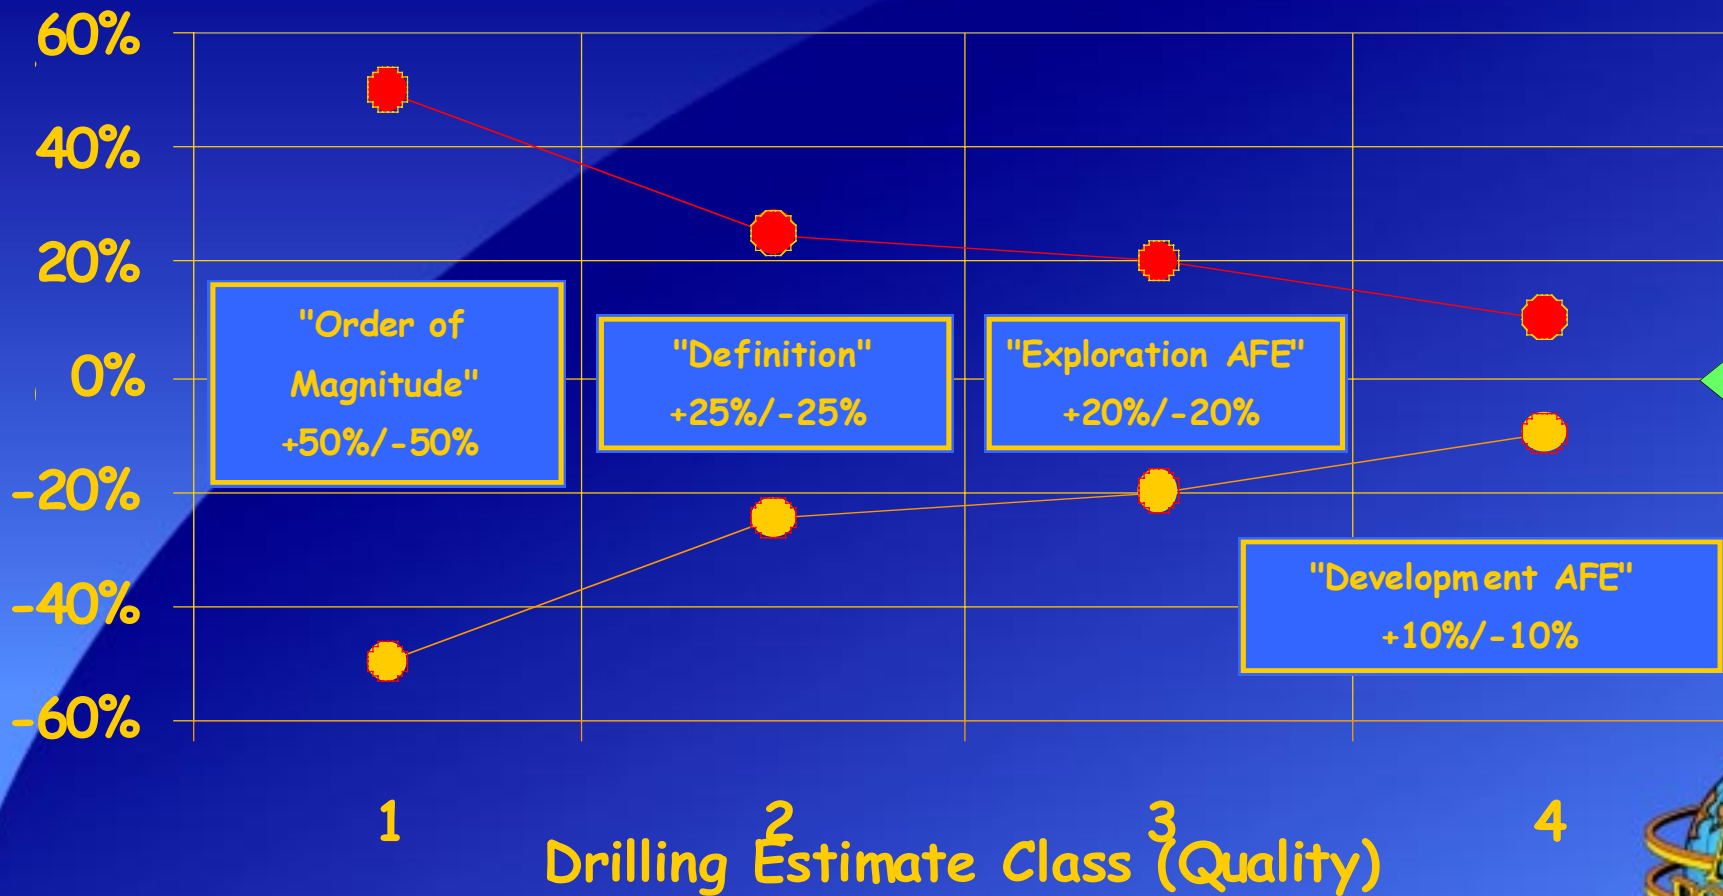 60%
40%
20%
0%
-20%
-40%
-60%
"Order of
Magnitude"
+50%/-50%
"Definition"
+25%/-25%
"Exploration AFE"
+20%/-20%
"Development AFE"
+10%/-10%
1 2 3 4
Drilling Estimate Class (Quality)